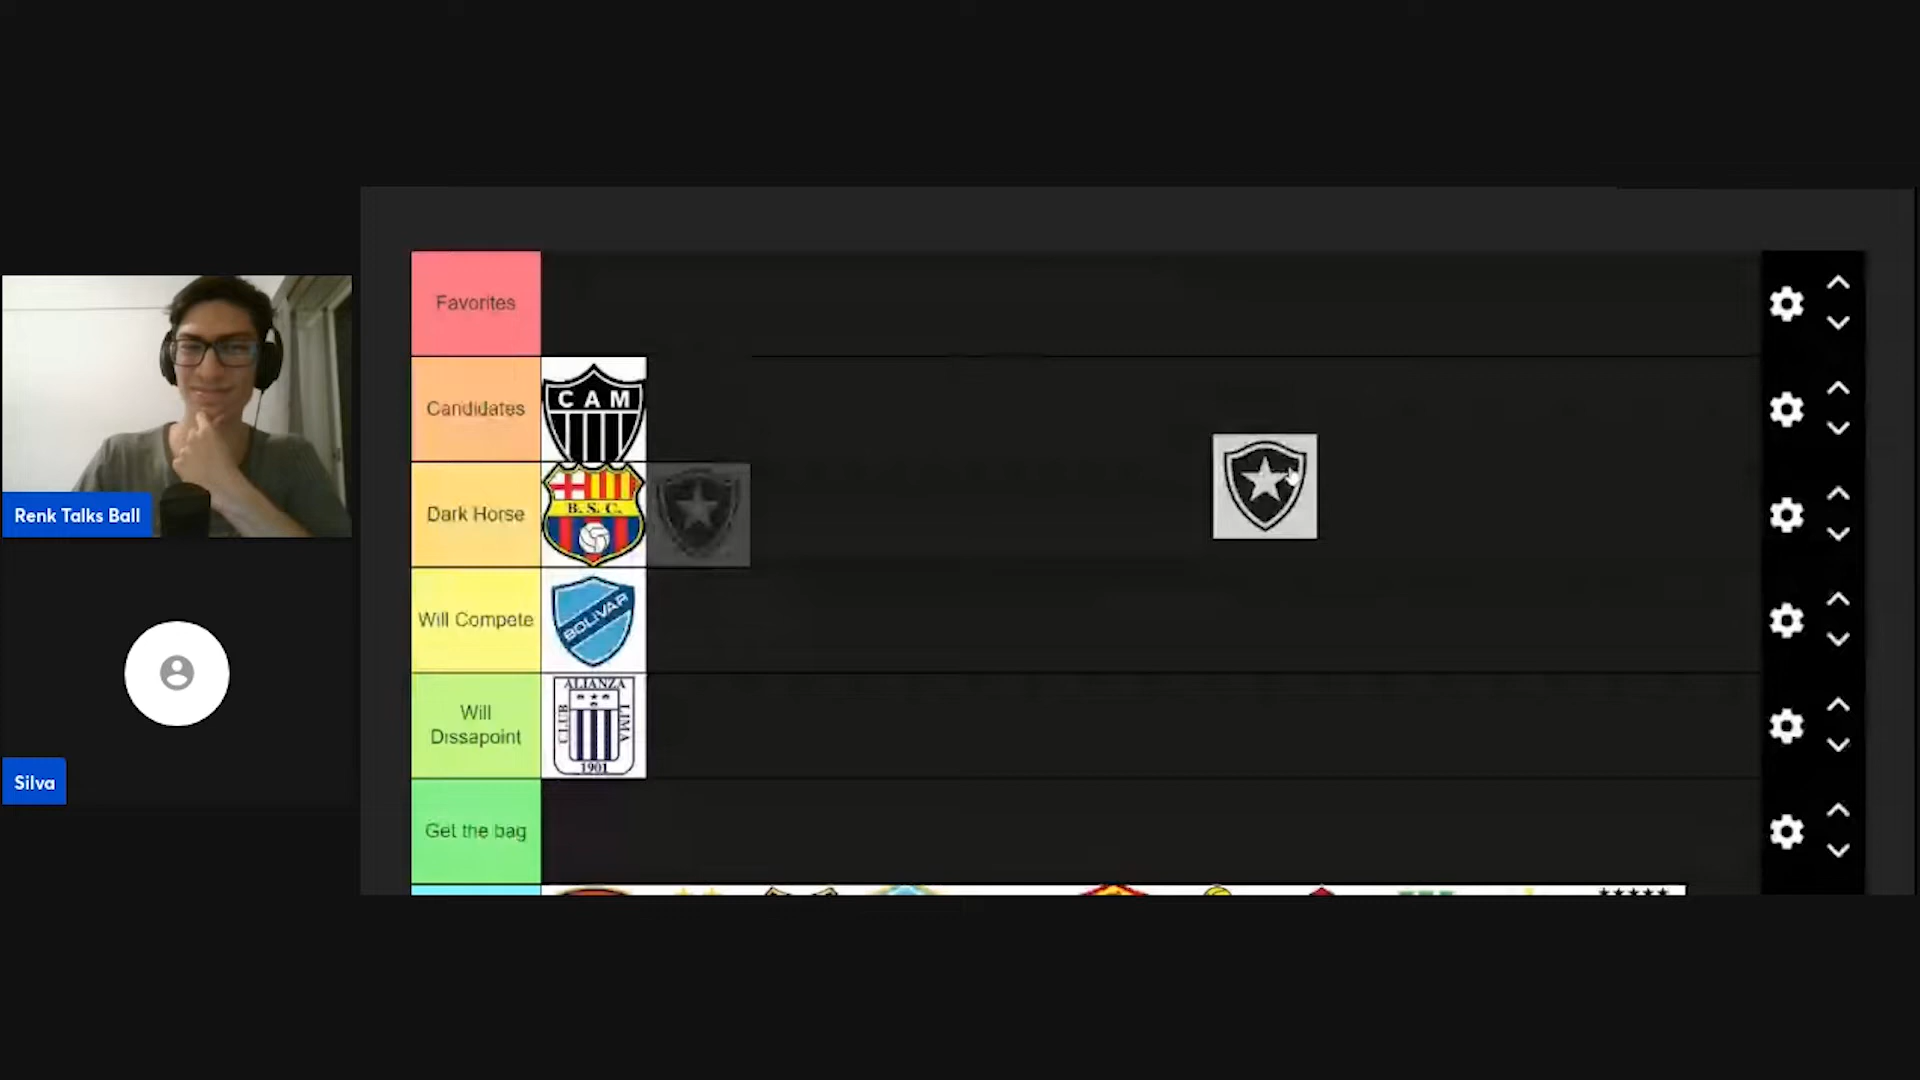 Renk Talks Ball
Silva
Favorites
Candidates
CAM
Dark Horse
B. S. C.
Will Compete
BOLIVAR
Will
Dissapoint
ALIANZA
CLUB
LIMA
1901
Get the bag